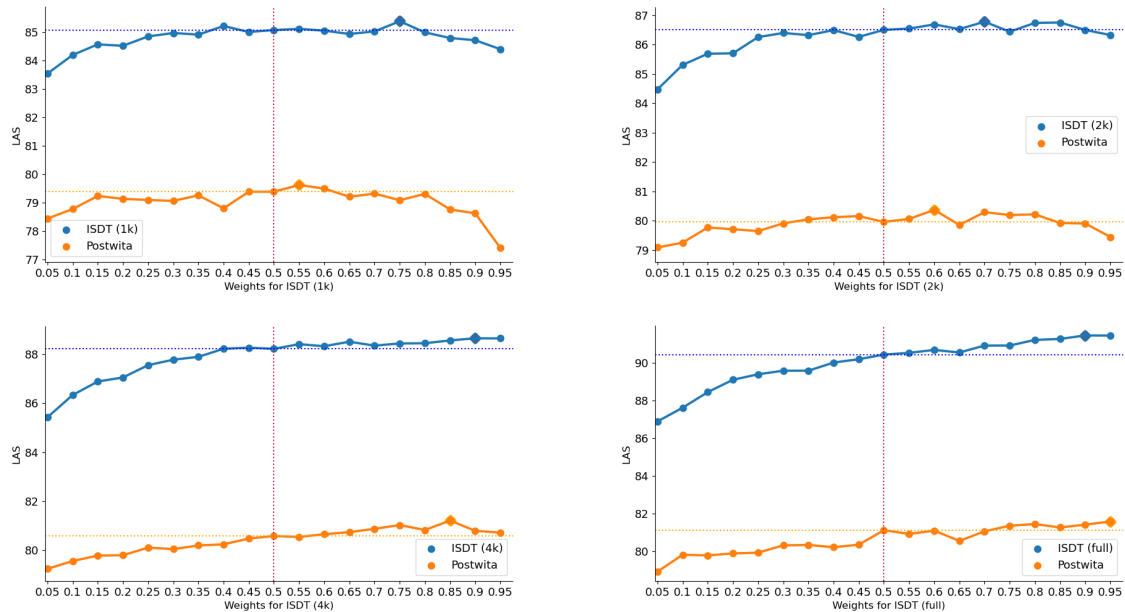 85
84
83
82
81
80
79
78
77
LAS
ISDT (1k)
Postwita
0.05 0.1 0.15 0.2 0.25 0.3 0.35 0.4 0.45 0.5 0.55 0.6 0.65 0.7 0.75 0.8 0.85 0.9 0.95
Weights for ISDT (1k)
87
86
85
84
83
82
81
80
79
LAS
ISDT (2k)
Postwita
0.05 0.1 0.15 0.2 0.25 0.3 0.35 0.4 0.45 0.5 0.55 0.6 0.65 0.7 0.75 0.8 0.85 0.9 0.95
Weights for ISDT (2k)
88
86
84
82
80
LAS
ISDT (4k)
Postwita
0.05 0.1 0.15 0.2 0.25 0.3 0.35 0.4 0.45 0.5 0.55 0.6 0.65 0.7 0.75 0.8 0.85 0.9 0.95
Weights for ISDT (4k)
90
88
86
84
82
80
LAS
ISDT (full)
Postwita
0.05 0.1 0.15 0.2 0.25 0.3 0.35 0.4 0.45 0.5 0.55 0.6 0.65 0.7 0.75 0.8 0.85 0.9 0.95
Weights for ISDT (full)